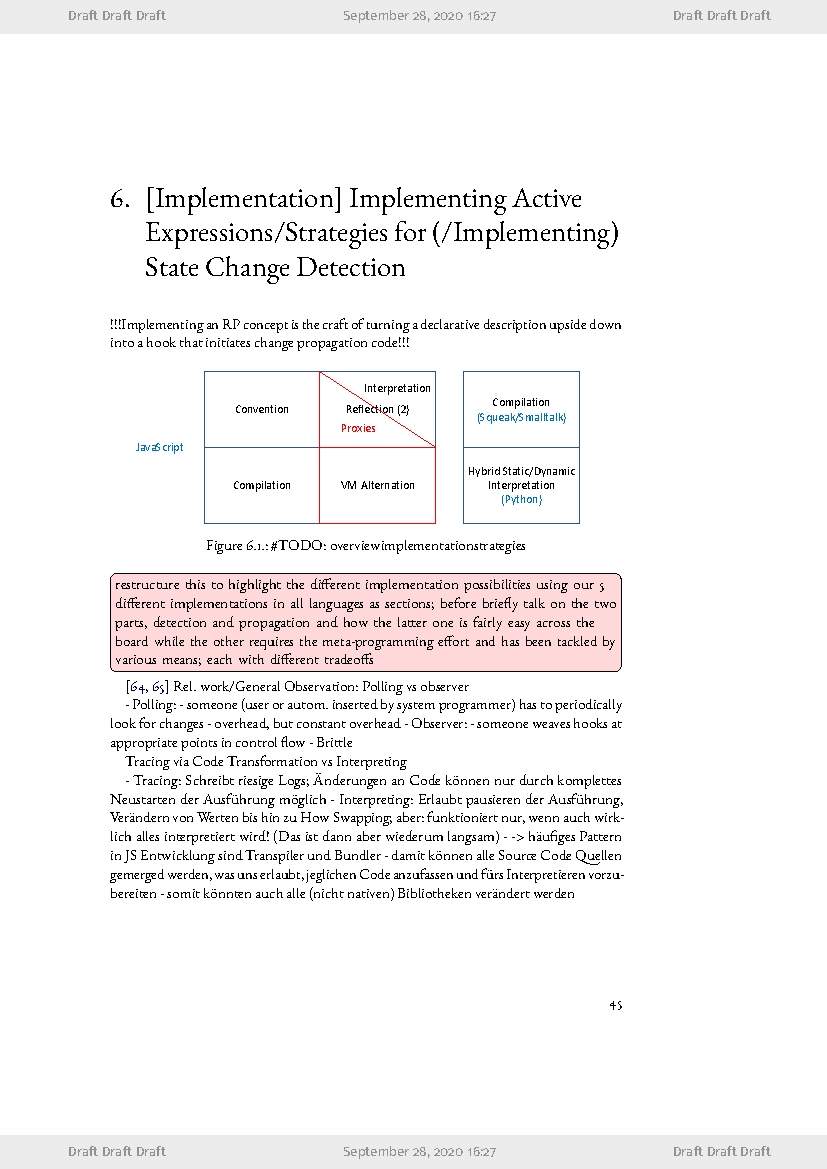 Draft Draft Draft September 28, 2020 16:27 Draft Draft Draft
6. [Implementation] Implementing Active
Expressions/Strategies for (/Implementing)
State Change Detection
!!!Implementing an RP concept is the craft of turning a declarative description upside down
into a hook that initiates change propagation code!!!
JavaScript
Convention
Interpretation
Reflection (2)
Proxies
Compilation
VM Alternation
Compilation
(Squeak/Smalltalk)
Hybrid Static/Dynamic
Interpretation
(Python)
Figure 6.1.: #TODO: overviewimplementationstrategies
restructure this to highlight the different implementation possibilities using our 5
different implementations in all languages as sections; before briefly talk on the two
parts, detection and propagation and how the latter one is fairly easy across the
board while the other requires the meta-programming effort and has been tackled by
various means; each with different tradeoffs
[64, 65] Rel. work/General Observation: Polling vs observer
- Polling: - someone (user or autom. inserted by system programmer) has to periodically
look for changes - overhead, but constant overhead - Observer: - someone weaves hooks at
appropriate points in control flow - Brittle
Tracing via Code Transformation vs Interpreting
- Tracing: Schreibt riesige Logs; Änderungen an Code können nur durch komplettes
Neustarten der Ausführung möglich - Interpreting: Erlaubt pausieren der Ausführung,
Verändern von Werten bis hin zu How Swapping; aber: funktioniert nur, wenn auch wirk-
lich alles interpretiert wird! (Das ist dann aber wiederum langsam) - -> häufiges Pattern
in JS Entwicklung sind Transpiler und Bundler - damit können alle Source Code Quellen
gemerged werden, was uns erlaubt, jeglichen Code anzufassen und fürs Interpretieren vorzu-
bereiten - somit könnten auch alle (nicht nativen) Bibliotheken verändert werden
45
Draft Draft Draft September 28, 2020 16:27 Draft Draft Draft